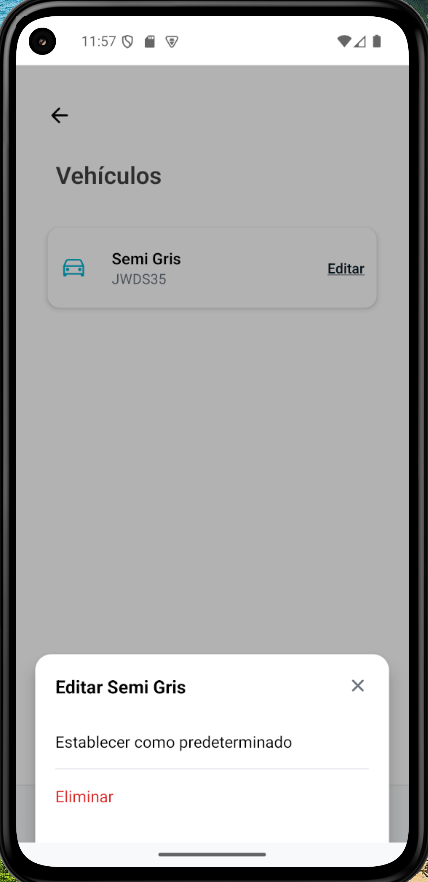 11:57
Vehículos
Semi Gris
JWDS35
Editar
Editar Semi Gris
Establecer como predeterminado
Eliminar